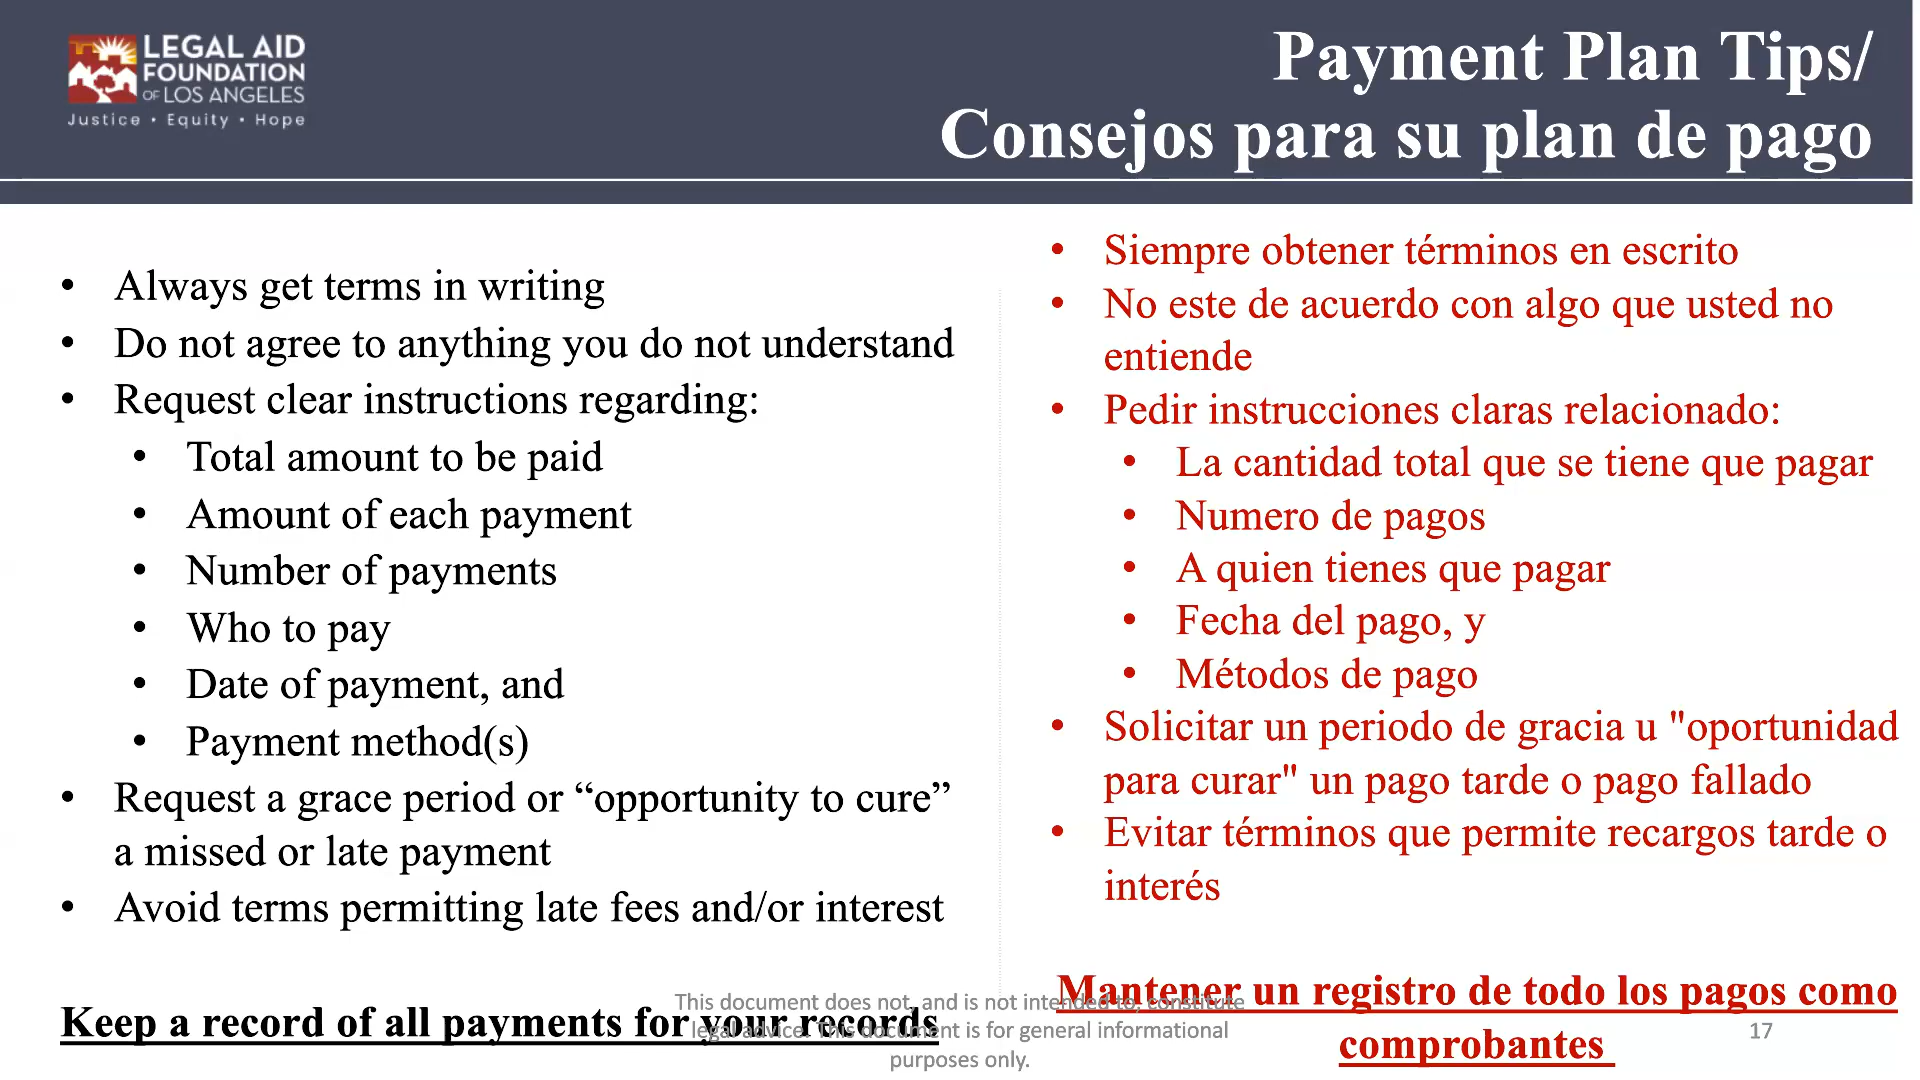 LEGAL AID
FOUNDATION
OF LOS ANGELES
Justice • Equity • Hope
Payment Plan Tips/
Consejos para su plan de pago
• Always get terms in writing
• Do not agree to anything you do not understand
• Request clear instructions regarding:
• Total amount to be paid
• Amount of each payment
• Number of payments
• Who to pay
• Date of payment, and
• Payment method(s)
• Request a grace period or “opportunity to cure”
a missed or late payment
• Avoid terms permitting late fees and/or interest
Keep a record of all payments for your records
• Siempre obtener términos en escrito
• No este de acuerdo con algo que usted no
entiende
• Pedir instrucciones claras relacionado:
• La cantidad total que se tiene que pagar
• Numero de pagos
• A quien tienes que pagar
• Fecha del pago, y
• Métodos de pago
• Solicitar un periodo de gracia u "oportunidad
para curar" un pago tarde o pago fallado
• Evitar términos que permite recargos tarde o
interés
Mantener un registro de todo los pagos como
comprobantes
This document does not, and is not intended to, constitute
legal advice. This document is for general informational
purposes only.
17